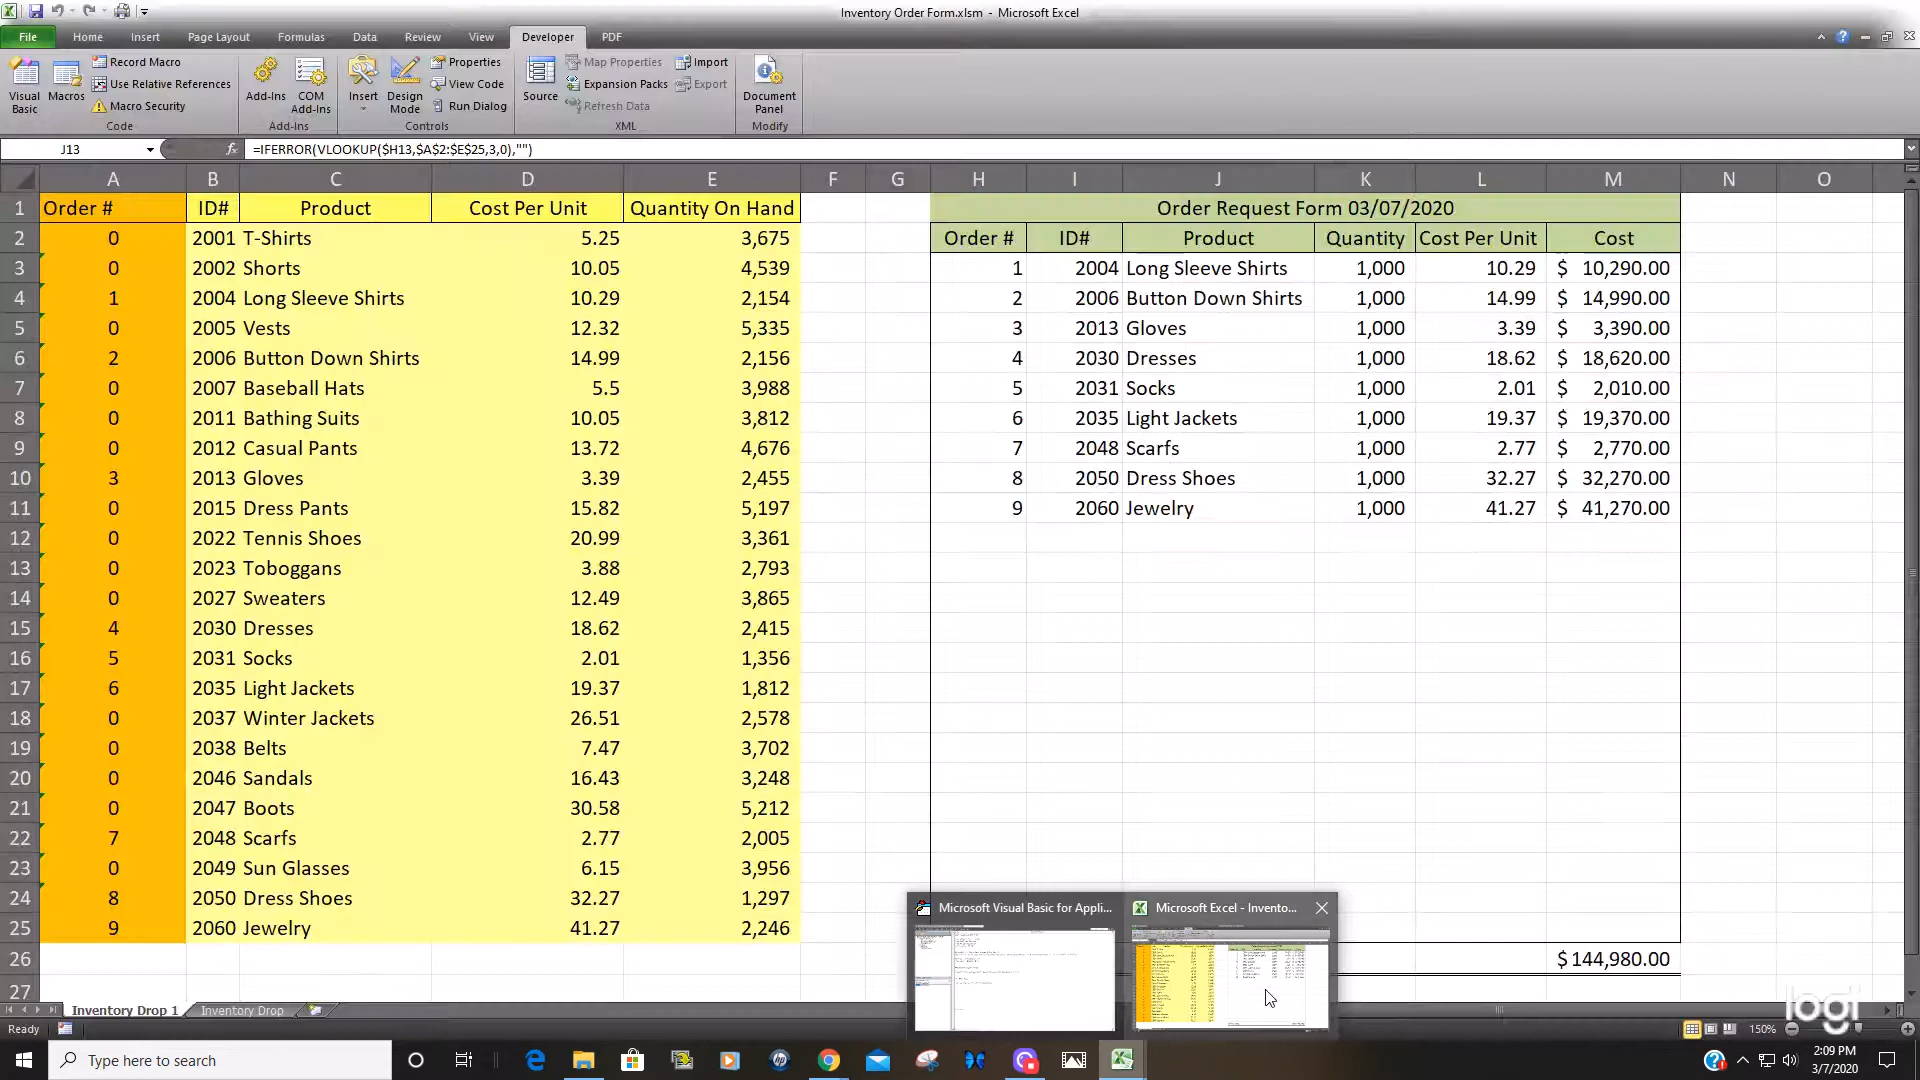 Inventory Order Form.xlsm - Microsoft Excel
File Home Insert Page Layout Formulas Data Review View Developer PDF
Visual Basic
Macros
Record Macro
Use Relative References
Macro Security
Code
Add-Ins
COM Add-Ins
Add-Ins
Insert
Design Mode
Properties
View Code
Run Dialog
Controls
Source
Map Properties
Expansion Packs
Refresh Data
Import
Export
XML
Document Panel
Modify
J13 fx =IFERROR(VLOOKUP($H13,$A$2:$E$25,3,0),"")
A B C D E F G H I J K L M N O
1 Order # ID# Product Cost Per Unit Quantity On Hand Order Request Form 03/07/2020
2 0 2001 T-Shirts 5.25 3,675 Order # ID# Product Quantity Cost Per Unit Cost
3 0 2002 Shorts 10.05 4,539 1 2004 Long Sleeve Shirts 1,000 10.29 $ 10,290.00
4 1 2004 Long Sleeve Shirts 10.29 2,154 2 2006 Button Down Shirts 1,000 14.99 $ 14,990.00
5 0 2005 Vests 12.32 5,335 3 2013 Gloves 1,000 3.39 $ 3,390.00
6 2 2006 Button Down Shirts 14.99 2,156 4 2030 Dresses 1,000 18.62 $ 18,620.00
7 0 2007 Baseball Hats 5.5 3,988 5 2031 Socks 1,000 2.01 $ 2,010.00
8 0 2011 Bathing Suits 10.05 3,812 6 2035 Light Jackets 1,000 19.37 $ 19,370.00
9 0 2012 Casual Pants 13.72 4,676 7 2048 Scarfs 1,000 2.77 $ 2,770.00
10 3 2013 Gloves 3.39 2,455 8 2050 Dress Shoes 1,000 32.27 $ 32,270.00
11 0 2015 Dress Pants 15.82 5,197 9 2060 Jewelry 1,000 41.27 $ 41,270.00
12 0 2022 Tennis Shoes 20.99 3,361
13 0 2023 Toboggans 3.88 2,793
14 0 2027 Sweaters 12.49 3,865
15 4 2030 Dresses 18.62 2,415
16 5 2031 Socks 2.01 1,356
17 6 2035 Light Jackets 19.37 1,812
18 0 2037 Winter Jackets 26.51 2,578
19 0 2038 Belts 7.47 3,702
20 0 2046 Sandals 16.43 3,248
21 0 2047 Boots 30.58 5,212
22 7 2048 Scarfs 2.77 2,005
23 0 2049 Sun Glasses 6.15 3,956
24 8 2050 Dress Shoes 32.27 1,297
25 9 2060 Jewelry 41.27 2,246
26 $ 144,980.00
27
Microsoft Visual Basic for Appli...
Microsoft Excel - Invento...
Inventory Drop 1 Inventory Drop
logi
Ready 150%
Type here to search
2:09 PM
3/7/2020